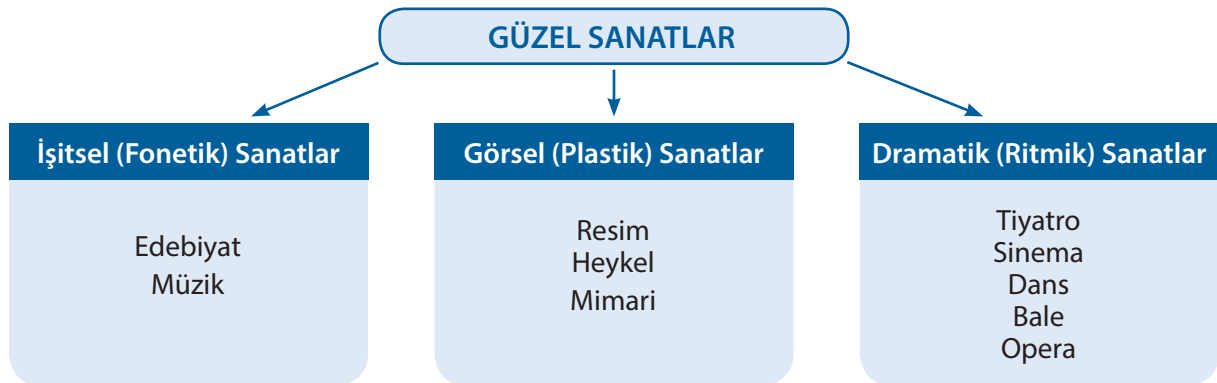 GÜZEL SANATLAR
İşitsel (Fonetik) Sanatlar
Edebiyat
Müzik
Görsel (Plastik) Sanatlar
Resim
Heykel
Mimari
Dramatik (Ritmik) Sanatlar
Tiyatro
Sinema
Dans
Bale
Opera